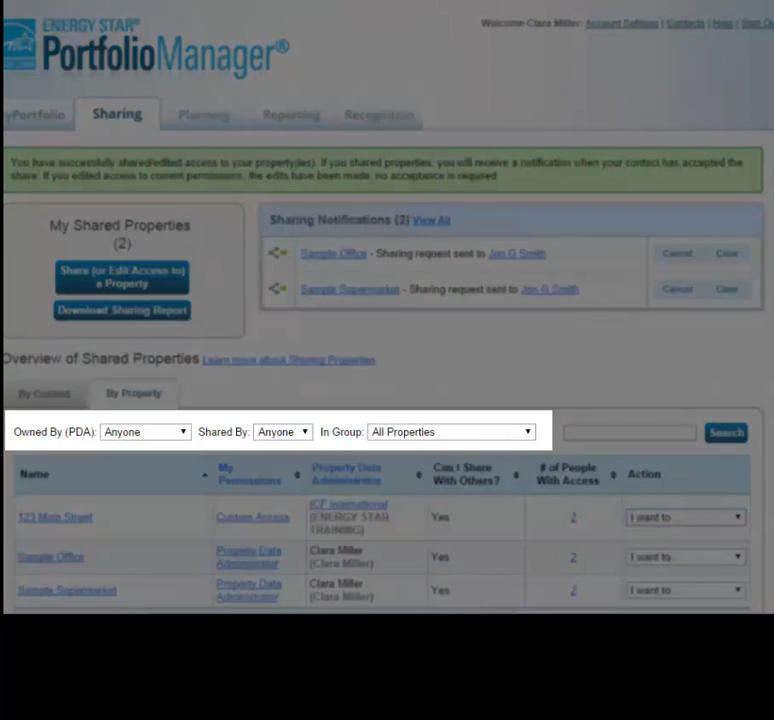 Welcome Clara Miller: Account Settings | Contacts | Help | Sign Ou
ENERGY STAR®
PortfolioManager®
yPortfolio Sharing Planning Reporting Recognition
You have successfully shared/edited access to your property(ies). If you shared properties, you will receive a notification when your contact has accepted the
share. If you edited access to current permissions, the edits have been made, no acceptance is required.
My Shared Properties
(2)
Share (or Edit Access to)
a Property
Download Sharing Report
Sharing Notifications (2) View All
Sample Office - Sharing request sent to Jon G Smith Cancel Clear
Sample Supermarket - Sharing request sent to Jon G Smith Cancel Clear
Overview of Shared Properties Learn more about Sharing Properties
By Contact By Property
Owned By (PDA): Anyone Shared By: Anyone In Group: All Properties Search
Name My Permissions Property Data Administrator Can I Share With Others? # of People With Access Action
123 Main Street Custom Access ICF International (ENERGY STAR TRAINING) Yes 2 I want to...
Sample Office Property Data Administrator Clara Miller (Clara Miller) Yes 2 I want to...
Sample Supermarket Property Data Administrator Clara Miller (Clara Miller) Yes 2 I want to...